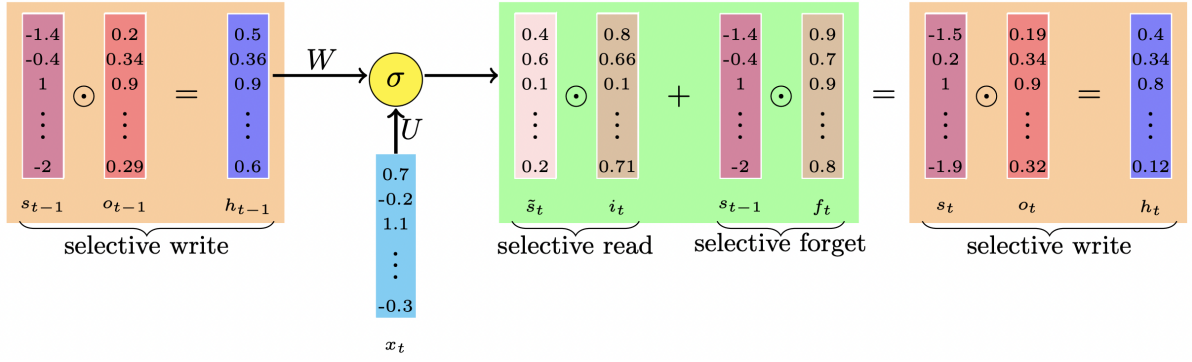 -1.4 0.2 0.5 0.4 0.8 -1.4 0.9 -1.5 0.19 0.4
-0.4 0.34 0.36 W σ 0.6 0.66 -0.4 0.7 0.2 0.34 0.34
1 ⊙ 0.9 = 0.9 0.1 ⊙ 0.1 + 1 ⊙ 0.9 = 1 ⊙ 0.9 = 0.8
⋮ ⋮ ⋮ U ⋮ ⋮ ⋮ ⋮ ⋮ ⋮ ⋮
-2 0.29 0.6 0.2 0.71 -2 0.8 -1.9 0.32 0.12
s_{t-1} o_{t-1} h_{t-1} s̃_t i_t s_{t-1} f_t s_t o_t h_t
selective write selective read selective forget selective write
0.7
-0.2
1.1
⋮
-0.3
x_t